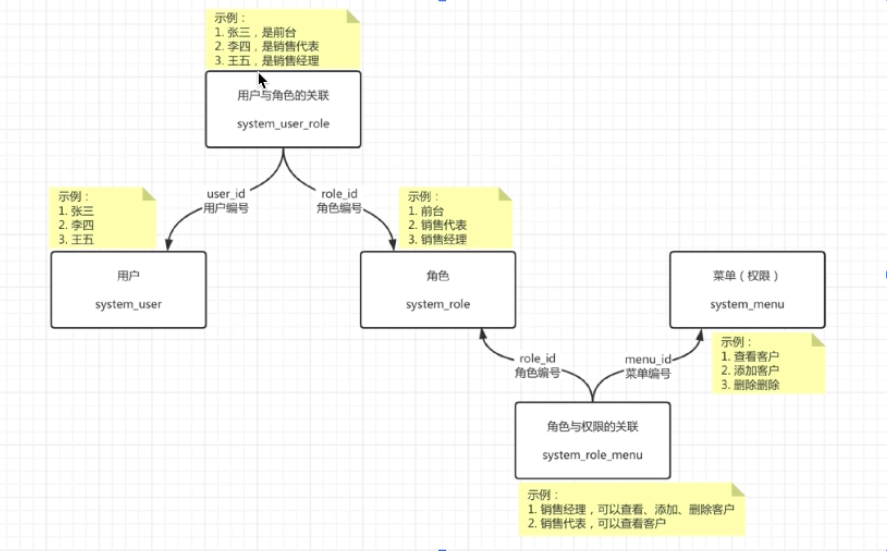 示例：
1. 张三，是前台
2. 李四，是销售代表
3. 王五，是销售经理
用户与角色的关联
system_user_role
user_id
用户编号
role_id
角色编号
示例：
1. 张三
2. 李四
3. 王五
示例：
1. 前台
2. 销售代表
3. 销售经理
用户
system_user
角色
system_role
菜单（权限）
system_menu
示例：
1. 查看客户
2. 添加客户
3. 删除删除
role_id
角色编号
menu_id
菜单编号
角色与权限的关联
system_role_menu
示例：
1. 销售经理，可以查看、添加、删除客户
2. 销售代表，可以查看客户